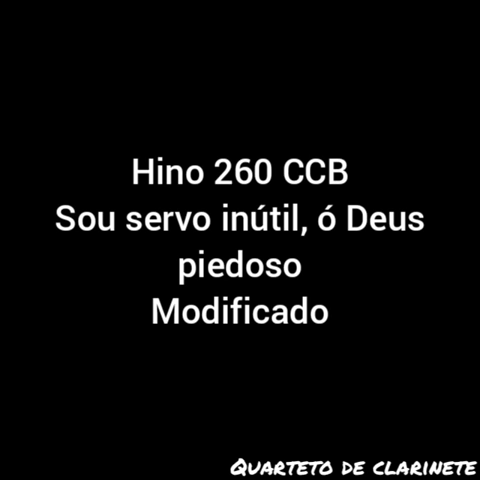 Hino 260 CCB
Sou servo inútil, ó Deus
piedoso
Modificado
Quarteto de clarinete